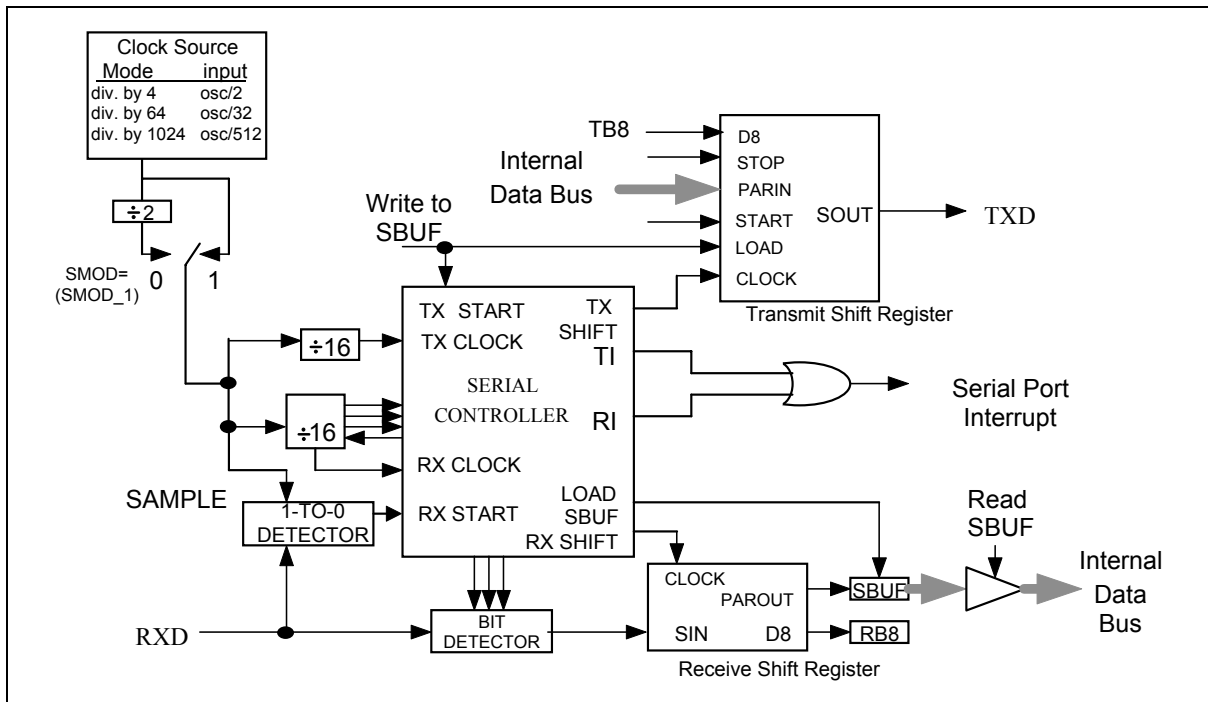 Clock Source
Mode input
div. by 4 osc/2
div. by 64 osc/32
div. by 1024 osc/512
÷2
SMOD=
(SMOD_1)
0 1
TB8
Internal
Data Bus
D8
STOP
PARIN
START
LOAD
CLOCK
SOUT
TXD
Transmit Shift Register
Write to
SBUF
÷16
÷16
TX START
TX CLOCK
SERIAL
CONTROLLER
RX CLOCK
RX START
TX
SHIFT
TI
RI
LOAD
SBUF
RX SHIFT
Serial Port
Interrupt
SAMPLE
1-TO-0
DETECTOR
RXD
BIT
DETECTOR
CLOCK
PAROUT
SIN D8
Receive Shift Register
SBUF
RB8
Read
SBUF
Internal
Data
Bus